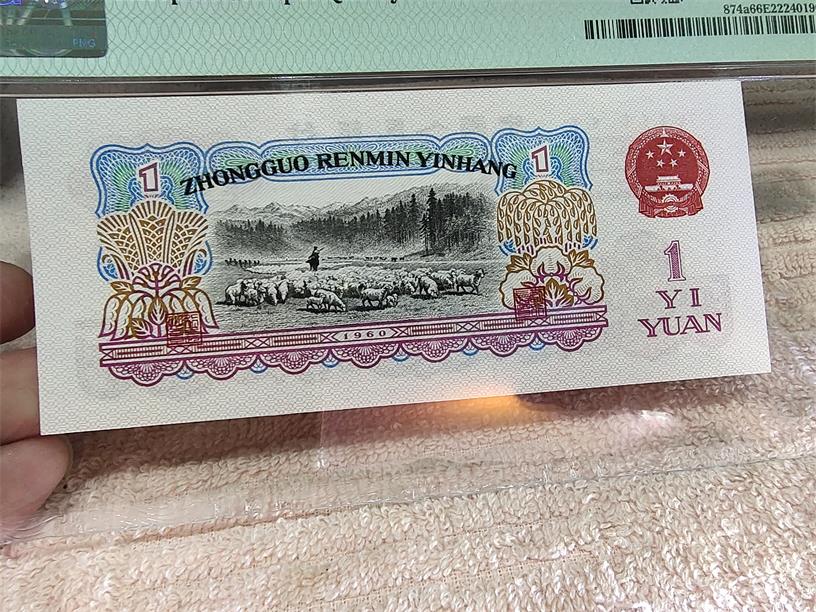 PMG
874a66E2224019
1
ZHONGGUO RENMIN YINHANG
1
1960
1
YI
YUAN